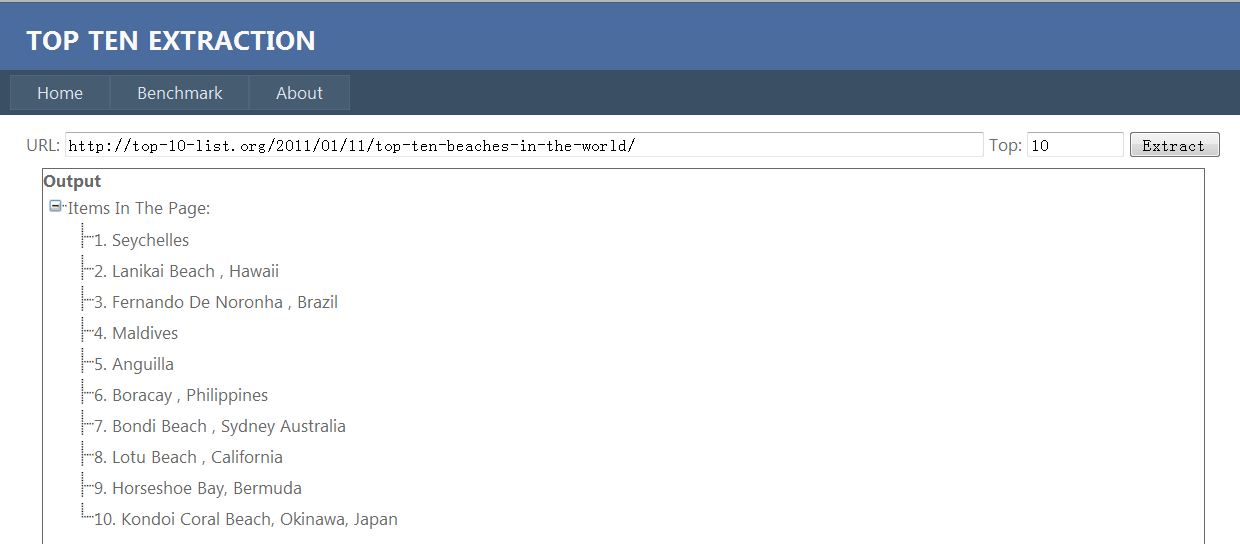 TOP TEN EXTRACTION
Home Benchmark About
URL: http://top-10-list.org/2011/01/11/top-ten-beaches-in-the-world/ Top: 10 Extract
Output
Items In The Page:
1. Seychelles
2. Lanikai Beach , Hawaii
3. Fernando De Noronha , Brazil
4. Maldives
5. Anguilla
6. Boracay , Philippines
7. Bondi Beach , Sydney Australia
8. Lotu Beach , California
9. Horseshoe Bay, Bermuda
10. Kondoi Coral Beach, Okinawa, Japan